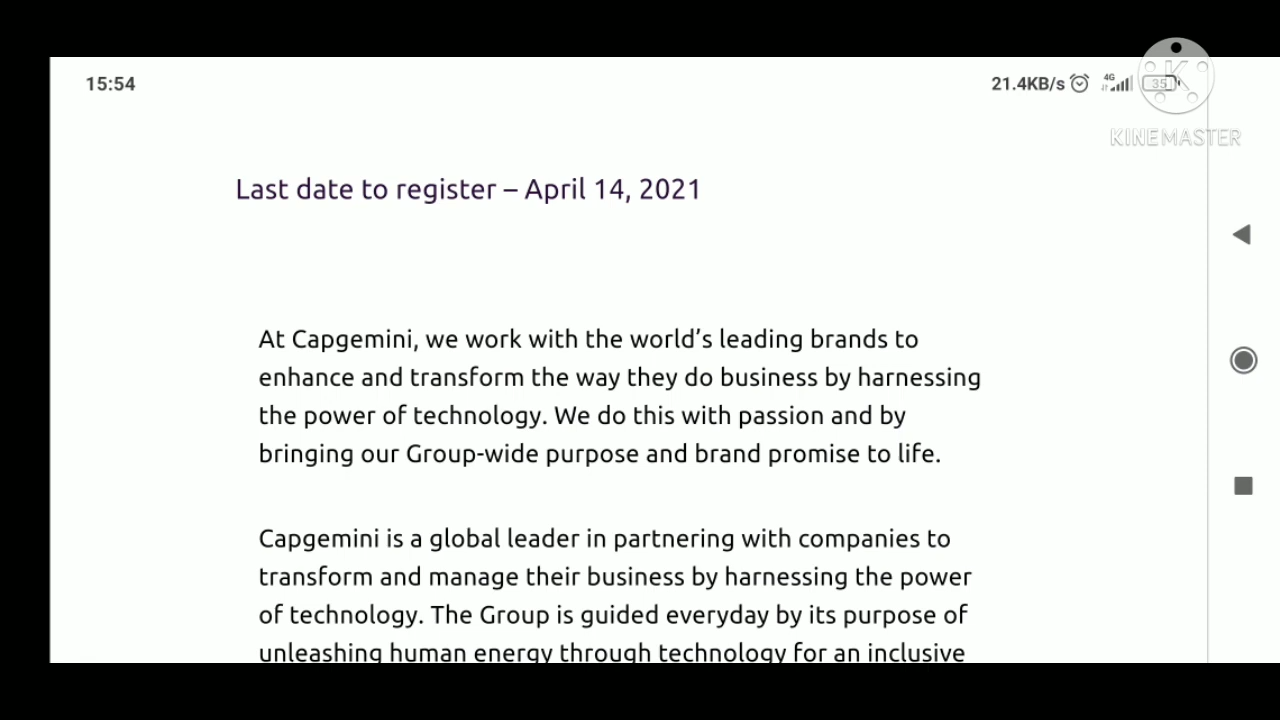 15:54
21.4KB/s 4G 35
KINEMASTER
Last date to register – April 14, 2021
At Capgemini, we work with the world’s leading brands to
enhance and transform the way they do business by harnessing
the power of technology. We do this with passion and by
bringing our Group-wide purpose and brand promise to life.
Capgemini is a global leader in partnering with companies to
transform and manage their business by harnessing the power
of technology. The Group is guided everyday by its purpose of
unleashing human energy through technology for an inclusive